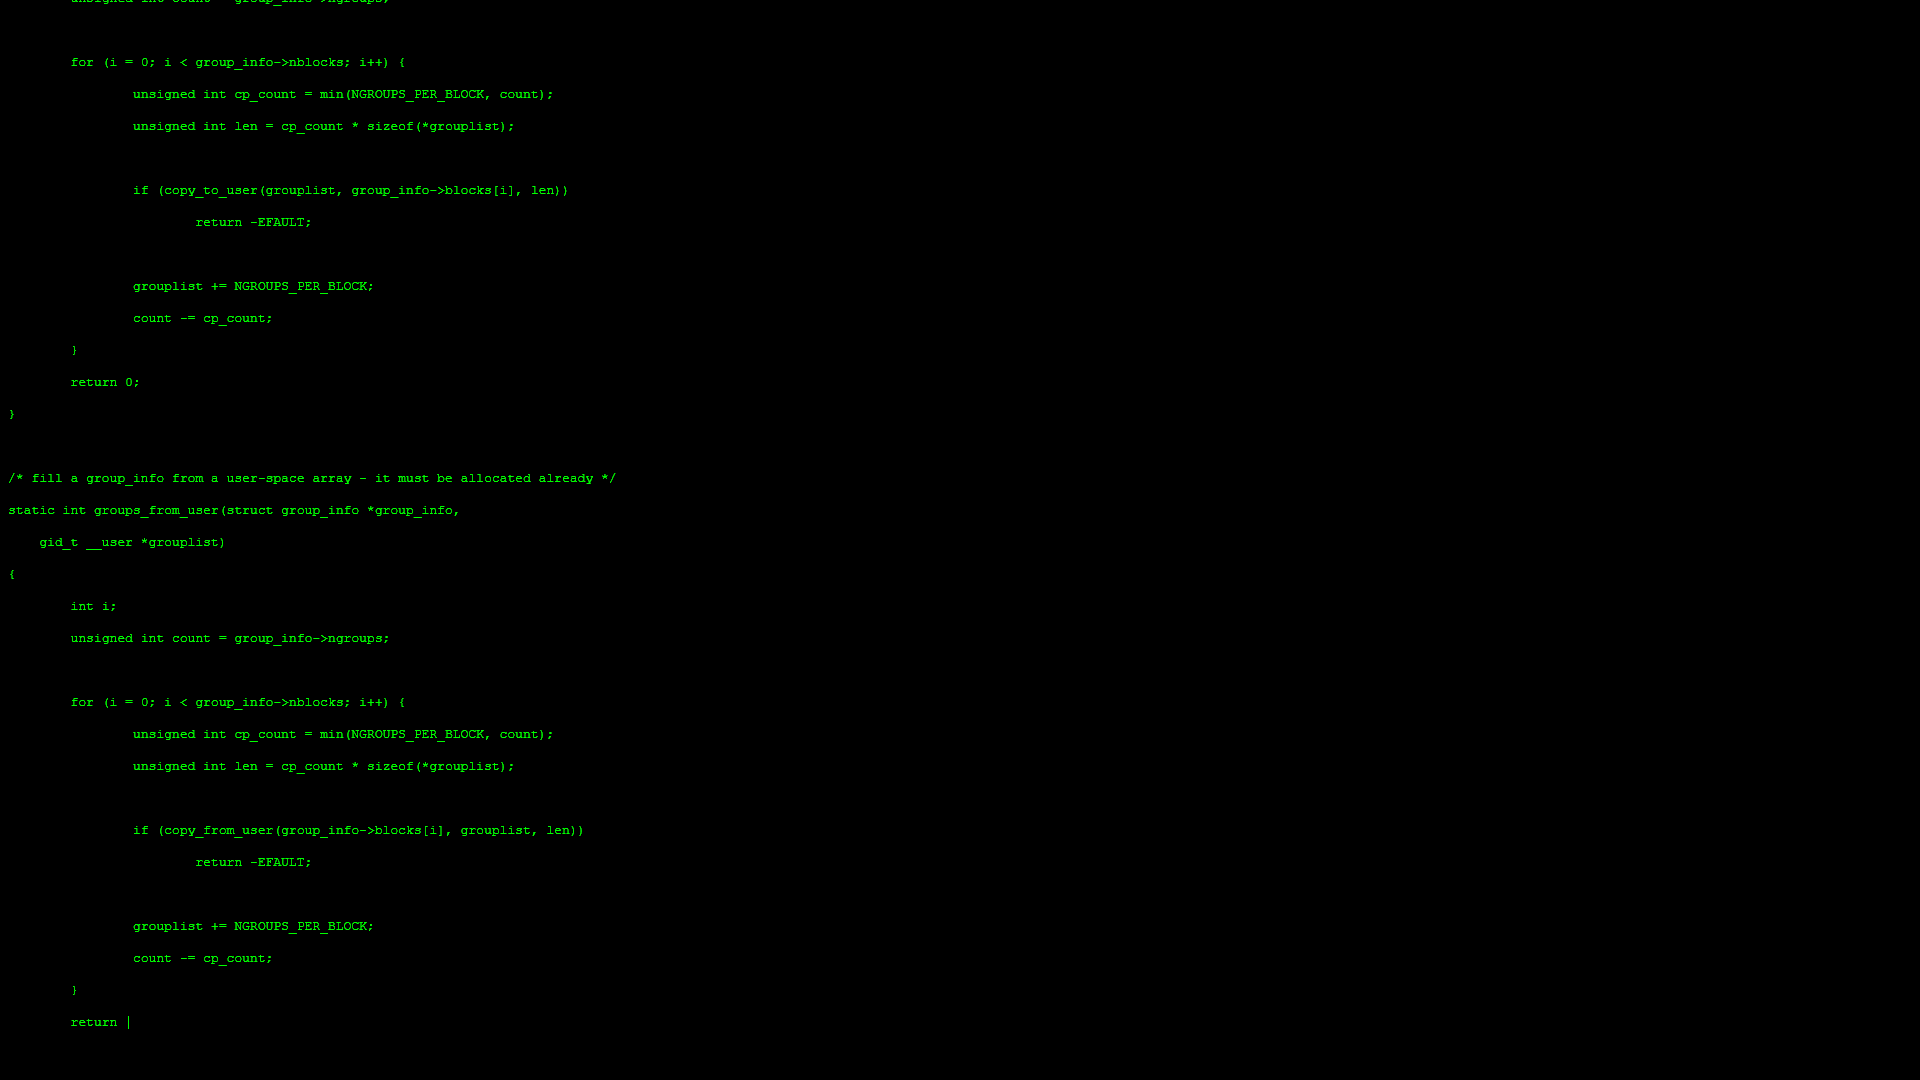 unsigned int count = group_info->ngroups;
for (i = 0; i < group_info->nblocks; i++) {
unsigned int cp_count = min(NGROUPS_PER_BLOCK, count);
unsigned int len = cp_count * sizeof(*grouplist);
if (copy_to_user(grouplist, group_info->blocks[i], len))
return -EFAULT;
grouplist += NGROUPS_PER_BLOCK;
count -= cp_count;
}
return 0;
}
/* fill a group_info from a user-space array - it must be allocated already */
static int groups_from_user(struct group_info *group_info,
gid_t __user *grouplist)
{
int i;
unsigned int count = group_info->ngroups;
for (i = 0; i < group_info->nblocks; i++) {
unsigned int cp_count = min(NGROUPS_PER_BLOCK, count);
unsigned int len = cp_count * sizeof(*grouplist);
if (copy_from_user(group_info->blocks[i], grouplist, len))
return -EFAULT;
grouplist += NGROUPS_PER_BLOCK;
count -= cp_count;
}
return |